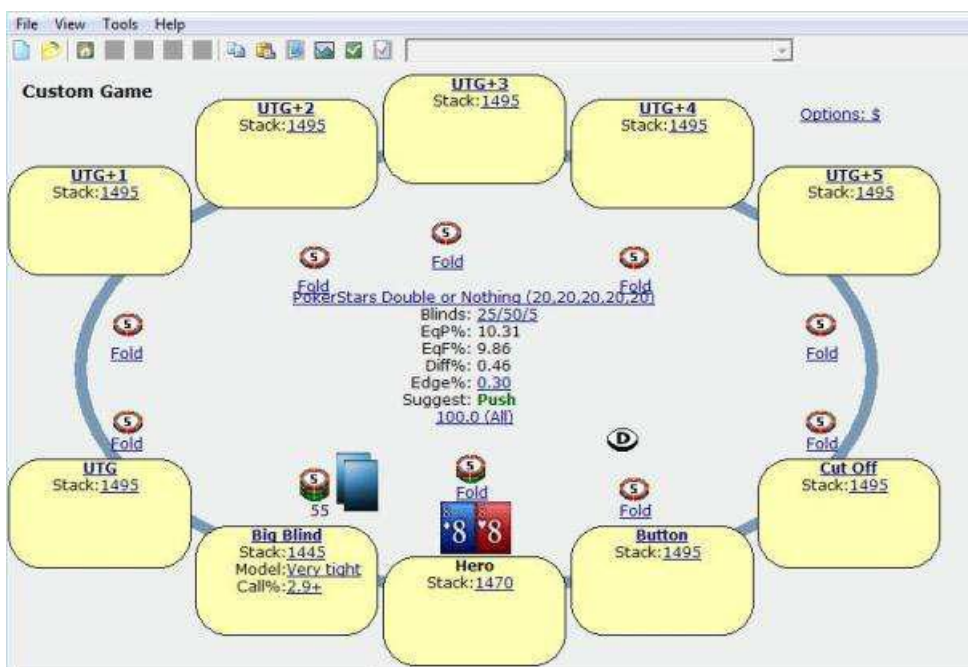 File View Tools Help
Custom Game
UTG+3
Stack:1495
UTG+2
Stack:1495
UTG+4
Stack:1495
Options: $
UTG+1
Stack:1495
UTG+5
Stack:1495
5
Fold
5
Fold
5
Fold
PokerStars Double or Nothing (20,20,20,20,20)
Blinds: 25/50/5
EqP%: 10.31
EqF%: 9.86
Diff%: 0.46
Edge%: 0.30
Suggest: Push
100.0 (All)
5
Fold
5
Fold
5
Fold
5
Fold
D
UTG
Stack:1495
5
55
5
Fold
5
Fold
Cut Off
Stack:1495
8 8
8 8
Big Blind
Stack:1445
Model:Very tight
Call%:2.9+
Hero
Stack:1470
Button
Stack:1495